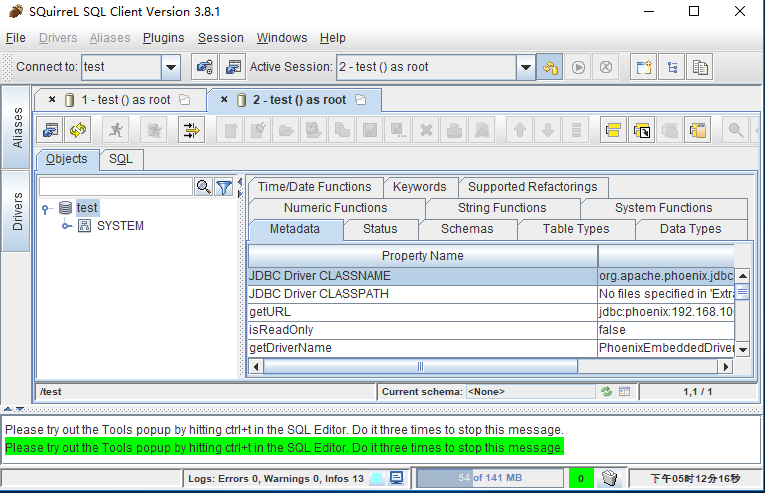 SQuirreL SQL Client Version 3.8.1
File Drivers Aliases Plugins Session Windows Help
Connect to: test Active Session: 2 - test () as root
1 - test () as root 2 - test () as root
Aliases
Drivers
Objects SQL
test
SYSTEM
Time/Date Functions Keywords Supported Refactorings
Numeric Functions String Functions System Functions
Metadata Status Schemas Table Types Data Types
Property Name
JDBC Driver CLASSNAME org.apache.phoenix.jdbc
JDBC Driver CLASSPATH No files specified in 'Extra
getURL jdbc:phoenix:192.168.10
isReadOnly false
getDriverName PhoenixEmbeddedDriver
/test Current schema: <None> 1,1 / 1
Please try out the Tools popup by hitting ctrl+t in the SQL Editor. Do it three times to stop this message.
Please try out the Tools popup by hitting ctrl+t in the SQL Editor. Do it three times to stop this message.
Logs: Errors 0, Warnings 0, Infos 13 54 of 141 MB 0 下午05时12分16秒